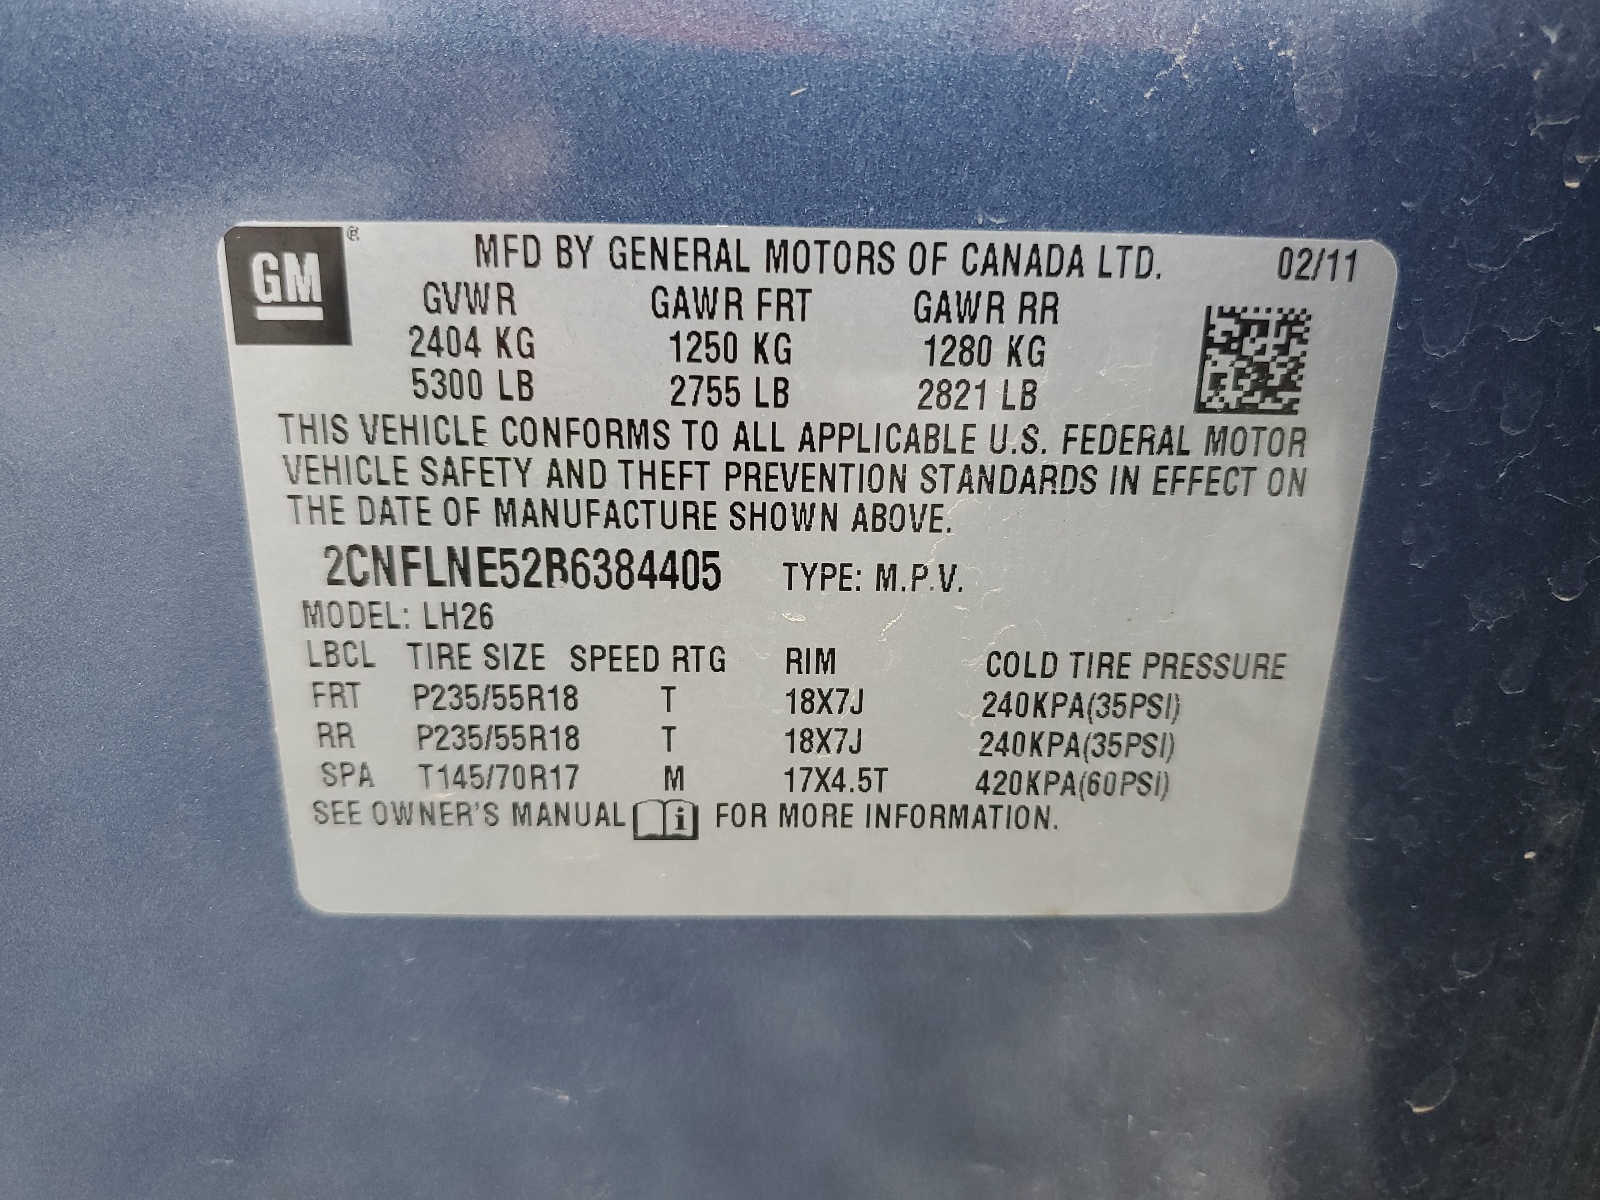 GM ®
MFD BY GENERAL MOTORS OF CANADA LTD. 02/11
GVWR GAWR FRT GAWR RR
2404 KG 1250 KG 1280 KG
5300 LB 2755 LB 2821 LB
THIS VEHICLE CONFORMS TO ALL APPLICABLE U.S. FEDERAL MOTOR
VEHICLE SAFETY AND THEFT PREVENTION STANDARDS IN EFFECT ON
THE DATE OF MANUFACTURE SHOWN ABOVE.
2CNFLNE52B6384405 TYPE: M.P.V.
MODEL: LH26
LBCL TIRE SIZE SPEED RTG RIM COLD TIRE PRESSURE
FRT P235/55R18 T 18X7J 240KPA(35PSI)
RR P235/55R18 T 18X7J 240KPA(35PSI)
SPA T145/70R17 M 17X4.5T 420KPA(60PSI)
SEE OWNER'S MANUAL i FOR MORE INFORMATION.